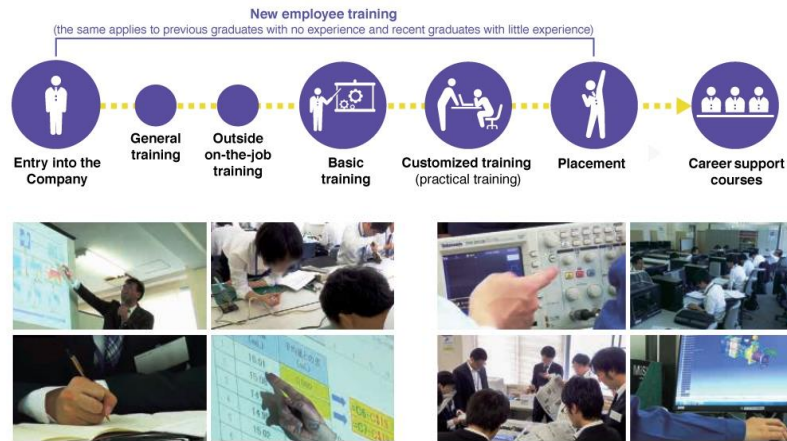 New employee training
(the same applies to previous graduates with no experience and recent graduates with little experience)
Entry into the
Company
General
training
Outside
on-the-job
training
Basic
training
Customized training
(practical training)
Placement
Career support
courses
Tektronix